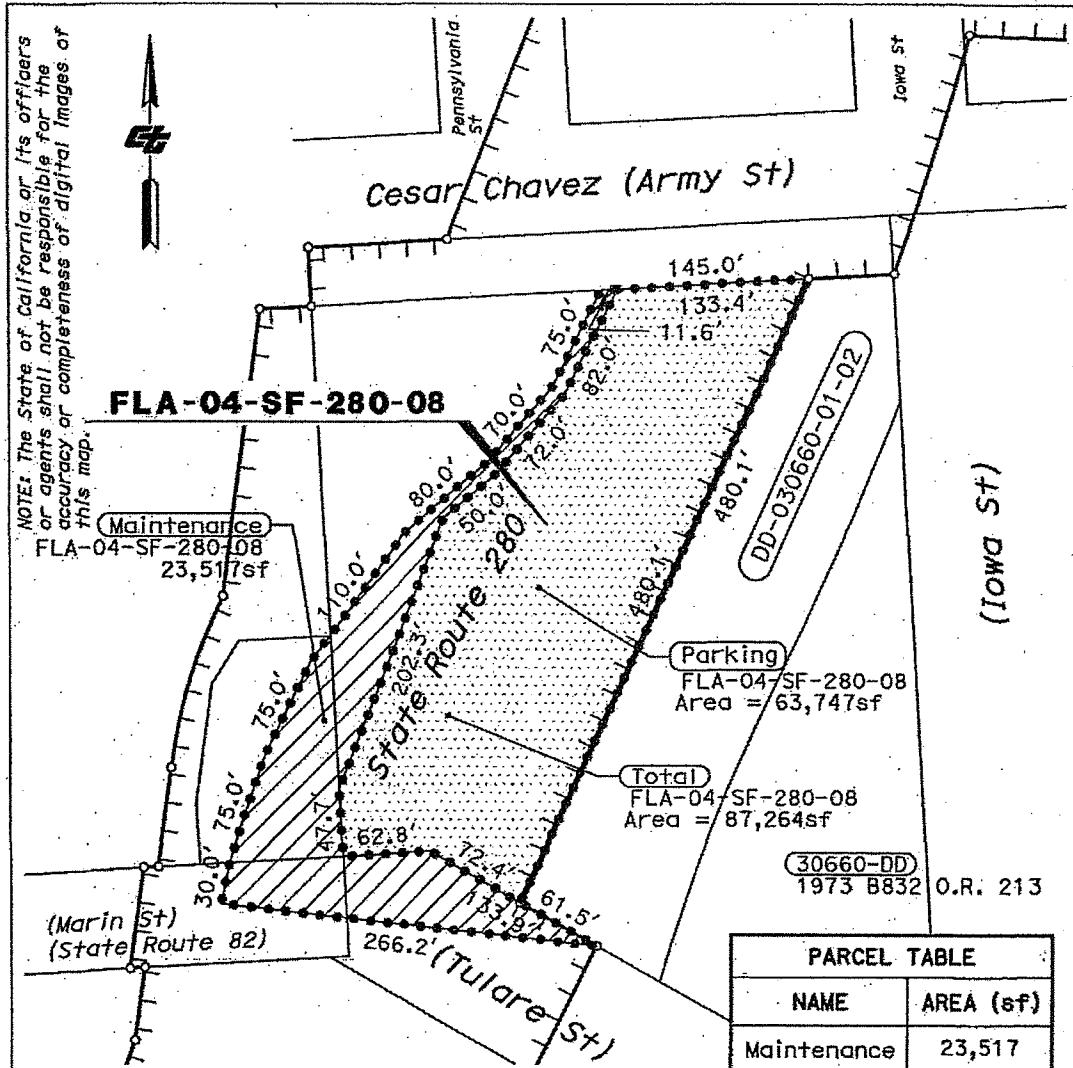 NOTE: The State of California or its officers
or agents shall not be responsible for the
accuracy or completeness of digital images of
this map.
Pennsylvania
St
Iowa St
Cesar Chavez (Army St)
145.0'
133.4'
11.6'
75.0'
82.0'
70.0'
72.0'
FLA-04-SF-280-08
80.0'
50.0'
DD-030660-01-02
480.1'
480.1'
(Iowa St)
Maintenance
FLA-04-SF-280-08
23,517sf
110.0'
State Route 280
202.3'
Parking
FLA-04-SF-280-08
Area = 63,747sf
75.0'
75.0'
Total
FLA-04-SF-280-08
Area = 87,264sf
47.7'
62.8'
72.4'
30.0'
133.9'
61.5'
30660-DD
1973 B832 O.R. 213
(Marin St)
(State Route 82)
266.2'
(Tulare St)
PARCEL TABLE
NAME AREA (sf)
Maintenance 23,517